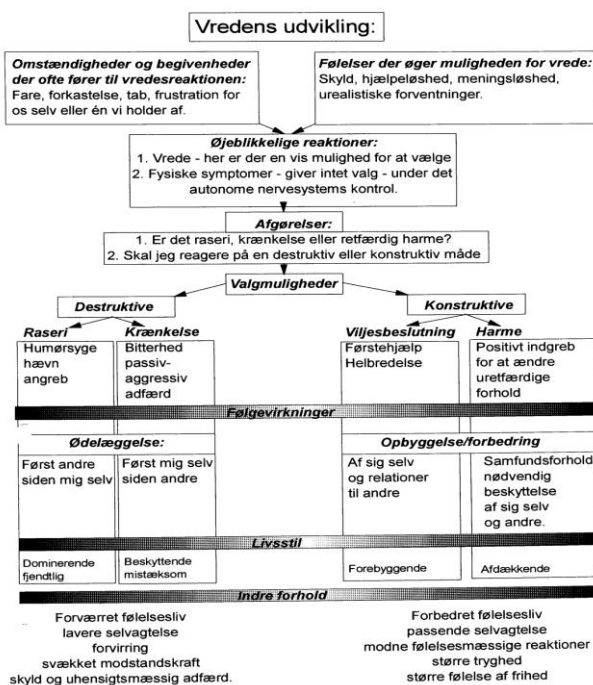 Vredens udvikling:
Omstændigheder og begivenheder
der ofte fører til vredesreaktionen:
Fare, forkastelse, tab, frustration for
os selv eller én vi holder af.
Følelser der øger muligheden for vrede:
Skyld, hjælpeløshed, meningsløshed,
urealistiske forventninger.
Øjeblikkelige reaktioner:
1. Vrede - her er der en vis mulighed for at vælge
2. Fysiske symptomer - giver intet valg - under det
autonome nervesystems kontrol.
Afgørelser:
1. Er det raseri, krænkelse eller retfærdig harme?
2. Skal jeg reagere på en destruktiv eller konstruktiv måde
Valgmuligheder
Destruktive
Konstruktive
Raseri
Humørsyge
hævn
angreb
Krænkelse
Bitterhed
passiv-
aggressiv
adfærd
Viljesbeslutning
Førstehjælp
Helbredelse
Harme
Positivt indgreb
for at ændre
uretfærdige
forhold
Følgevirkninger
Ødelæggelse:
Først andre
siden mig selv
Først mig selv
siden andre
Opbyggelse/forbedring
Af sig selv
og relationer
til andre
Samfundsforhold
nødvendig
beskyttelse
af sig selv
og andre.
Livsstil
Dominerende
fjendtlig
Beskyttende
mistæksom
Forebyggende
Afdækkende
Indre forhold
Forværret følelsesliv
lavere selvagtelse
forvirring
svækket modstandskraft
skyld og uhensigtsmæssig adfærd.
Forbedret følelsesliv
passende selvagtelse
modne følelsesmæssige reaktioner
større tryghed
større følelse af frihed